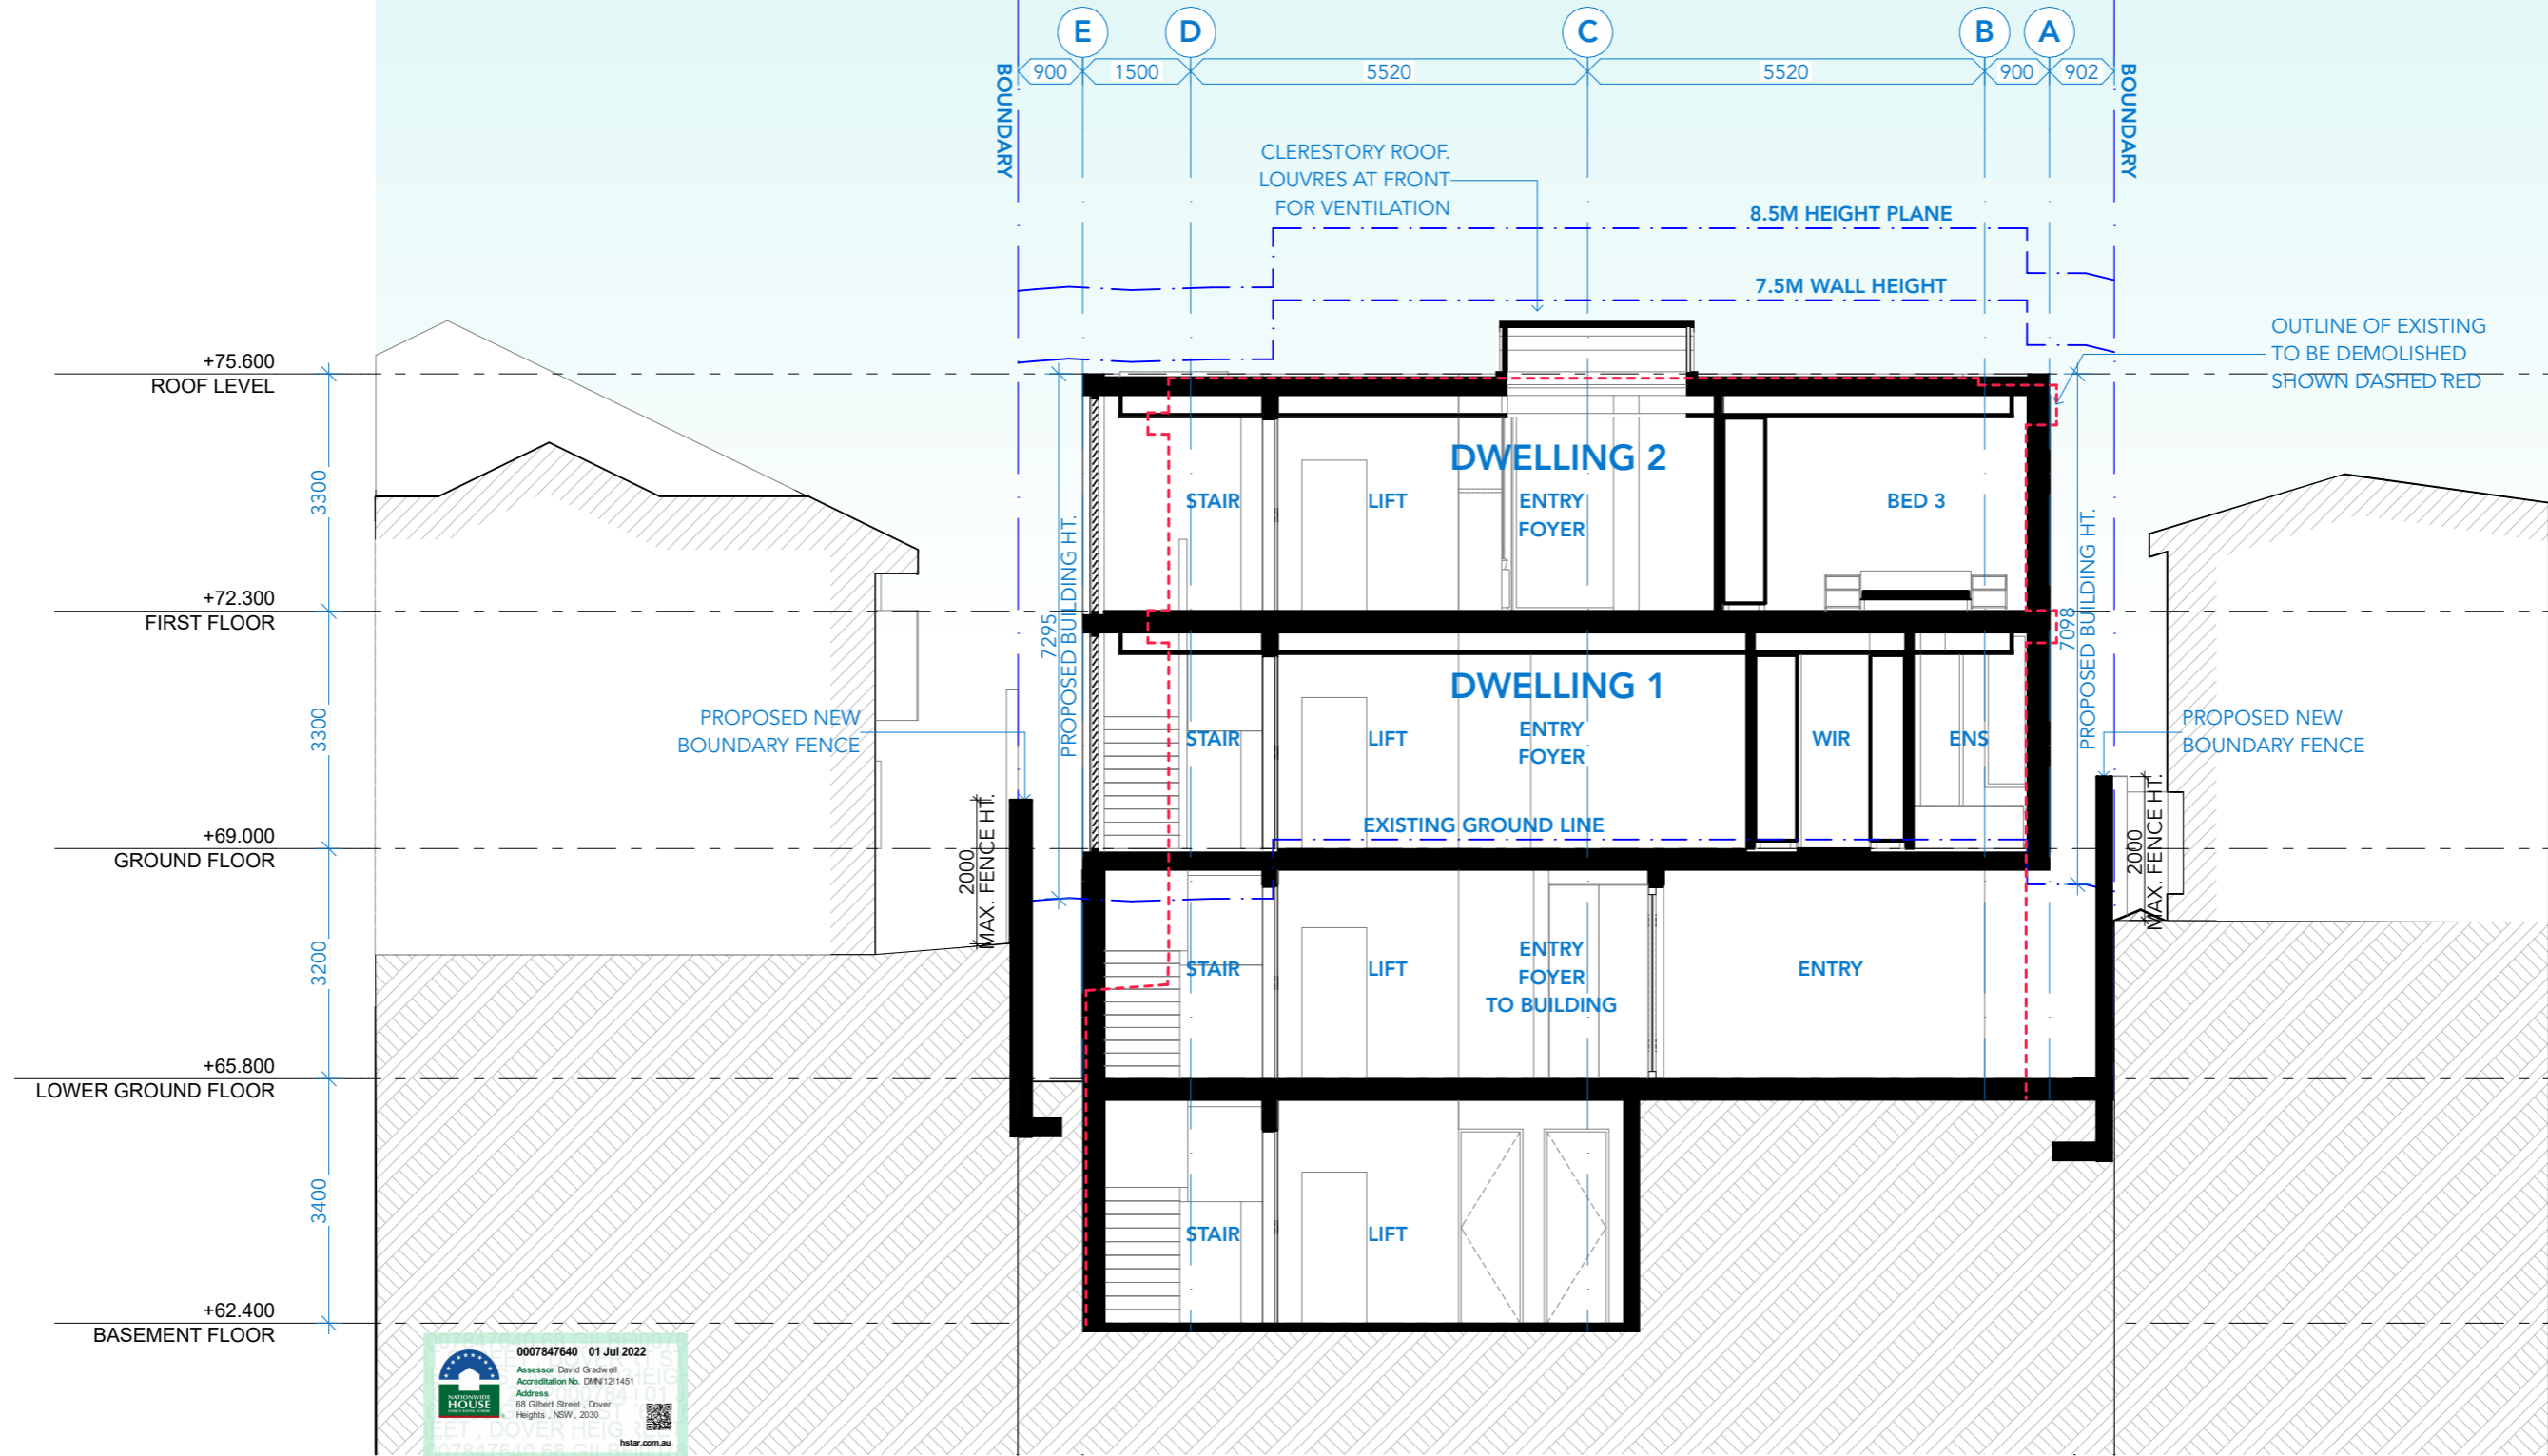 E
D
C
B
A
900
1500
5520
5520
900
902
BOUNDARY
BOUNDARY
CLERESTORY ROOF.
LOUVRES AT FRONT
FOR VENTILATION
8.5M HEIGHT PLANE
7.5M WALL HEIGHT
OUTLINE OF EXISTING
TO BE DEMOLISHED
SHOWN DASHED RED
+75.600
ROOF LEVEL
3300
DWELLING 2
STAIR
LIFT
ENTRY
FOYER
BED 3
+72.300
FIRST FLOOR
7295
PROPOSED BUILDING HT.
7098
PROPOSED BUILDING HT.
3300
DWELLING 1
STAIR
LIFT
ENTRY
FOYER
WIR
ENS
PROPOSED NEW
BOUNDARY FENCE
PROPOSED NEW
BOUNDARY FENCE
EXISTING GROUND LINE
+69.000
GROUND FLOOR
2000
MAX. FENCE HT.
2000
MAX. FENCE HT.
3200
STAIR
LIFT
ENTRY
FOYER
TO BUILDING
ENTRY
+65.800
LOWER GROUND FLOOR
3400
STAIR
LIFT
+62.400
BASEMENT FLOOR
0007847640 01 Jul 2022
Assessor David Gradwell
Accreditation No. DMN/12/1451
Address
68 Gilbert Street , Dover
Heights , NSW , 2030
NATIONWIDE
HOUSE
hstar.com.au